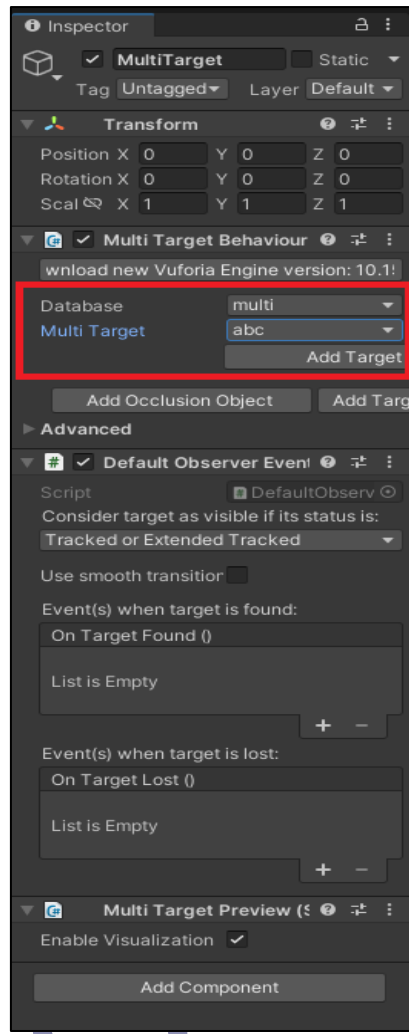 Inspector
MultiTarget Static
Tag Untagged Layer Default
Transform
Position X 0 Y 0 Z 0
Rotation X 0 Y 0 Z 0
Scal X 1 Y 1 Z 1
Multi Target Behaviour
wnload new Vuforia Engine version: 10.1
Database multi
Multi Target abc
Add Target
Add Occlusion Object Add Targ
Advanced
# Default Observer Event
Script # DefaultObserv
Consider target as visible if its status is:
Tracked or Extended Tracked
Use smooth transition
Event(s) when target is found:
On Target Found ()
List is Empty
+ −
Event(s) when target is lost:
On Target Lost ()
List is Empty
+ −
Multi Target Preview (S
Enable Visualization
Add Component